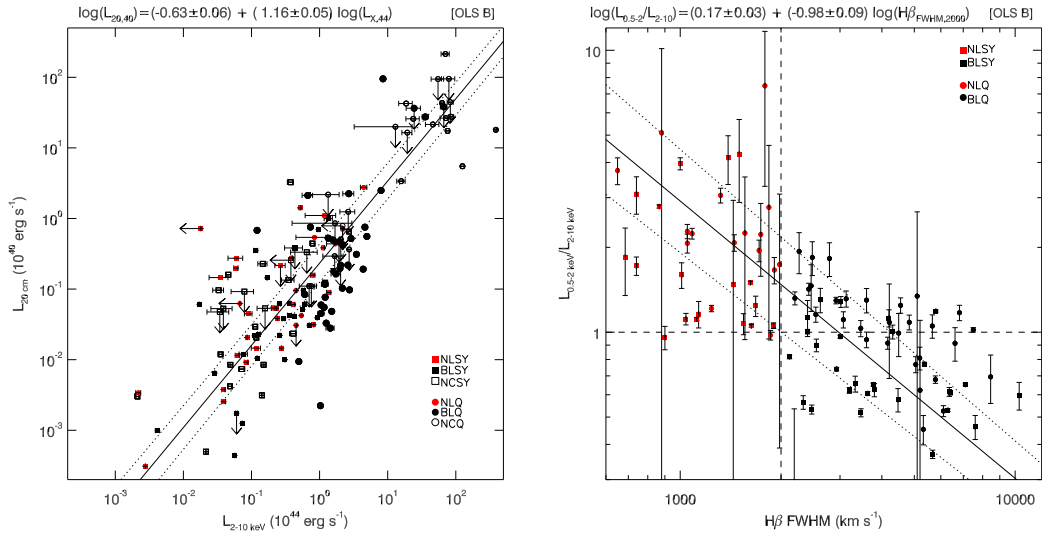 log(L20,40)=(-0.63±0.06) + ( 1.16±0.05) log(LX,44) [OLS B]
10^2
10^1
10^0
10^-1
10^-2
10^-3
L20 cm (10^40 erg s^-1)
NLSY
BLSY
NCSY
NLQ
BLQ
NCQ
10^-3 10^-2 10^-1 10^0 10^1 10^2
L2-10 keV (10^44 erg s^-1)
log(L0.5-2/L2-10)=(0.17±0.03) + (-0.98±0.09) log(HβFWHM,2000) [OLS B]
10
1
L0.5-2 keV/L2-10 keV
NLSY
BLSY
NLQ
BLQ
1000 10000
Hβ FWHM (km s^-1)